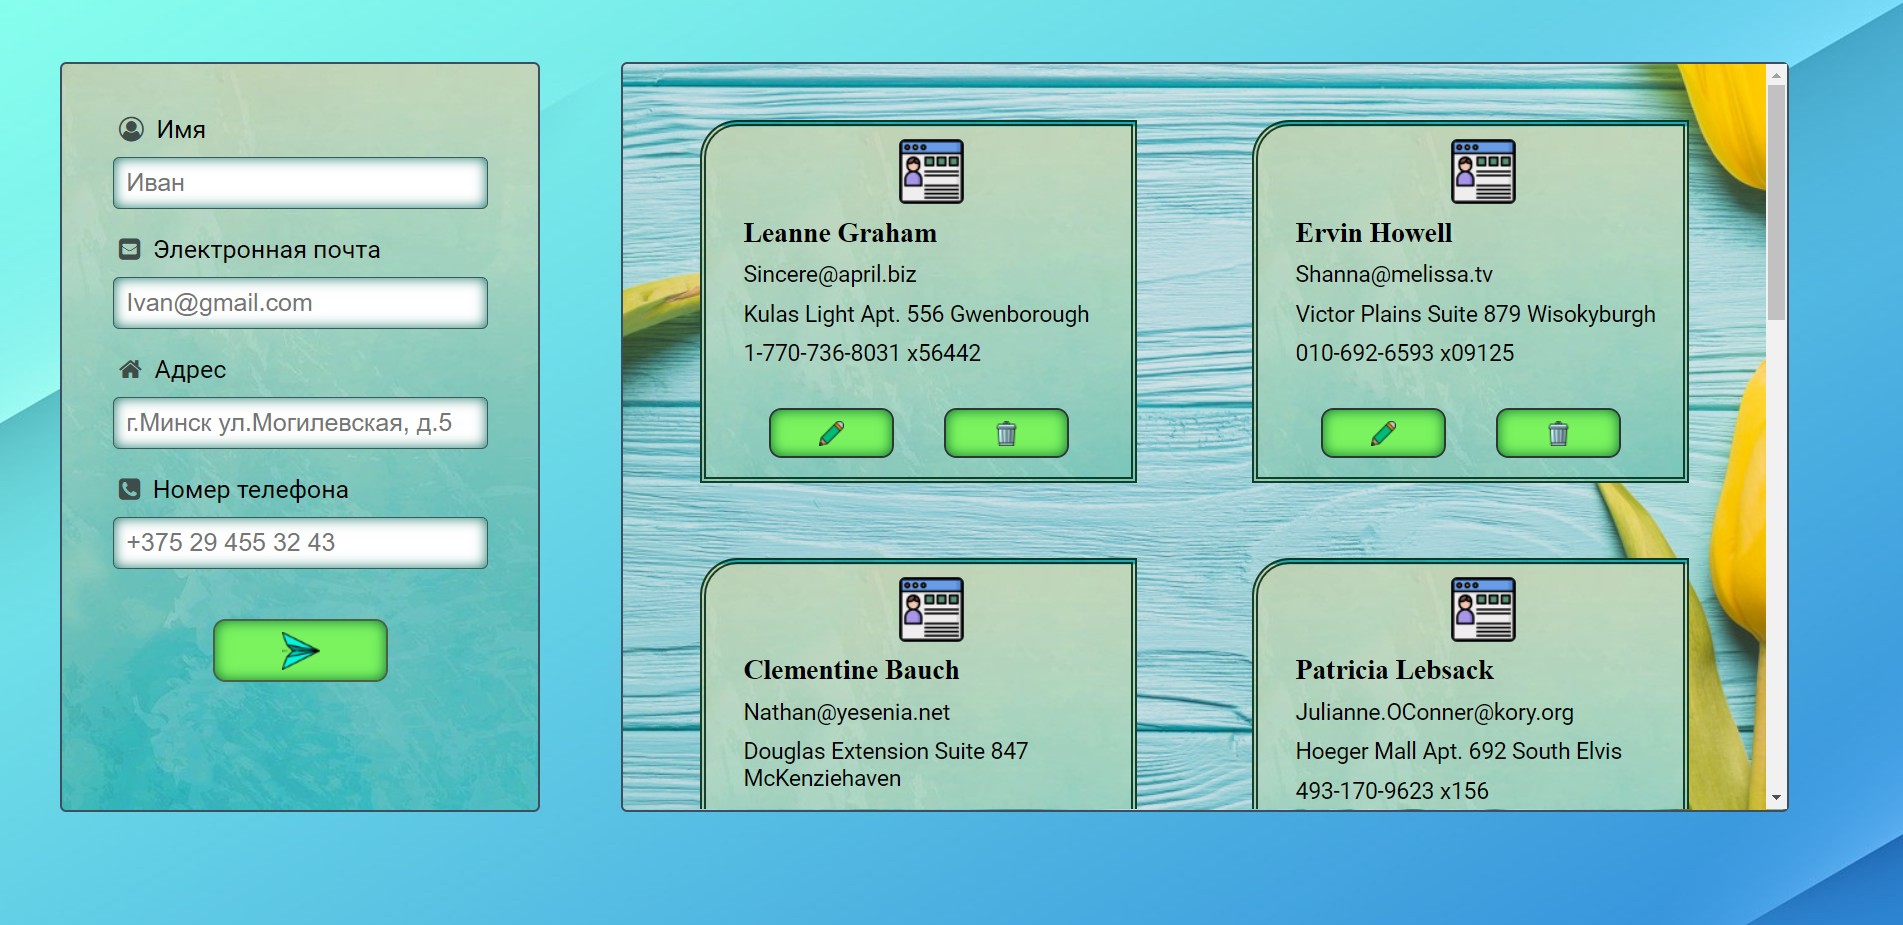 Имя
Иван
Электронная почта
Ivan@gmail.com
Адрес
г.Минск ул.Могилевская, д.5
Номер телефона
+375 29 455 32 43
Leanne Graham
Sincere@april.biz
Kulas Light Apt. 556 Gwenborough
1-770-736-8031 x56442
Ervin Howell
Shanna@melissa.tv
Victor Plains Suite 879 Wisokyburgh
010-692-6593 x09125
Clementine Bauch
Nathan@yesenia.net
Douglas Extension Suite 847
McKenziehaven
Patricia Lebsack
Julianne.OConner@kory.org
Hoeger Mall Apt. 692 South Elvis
493-170-9623 x156